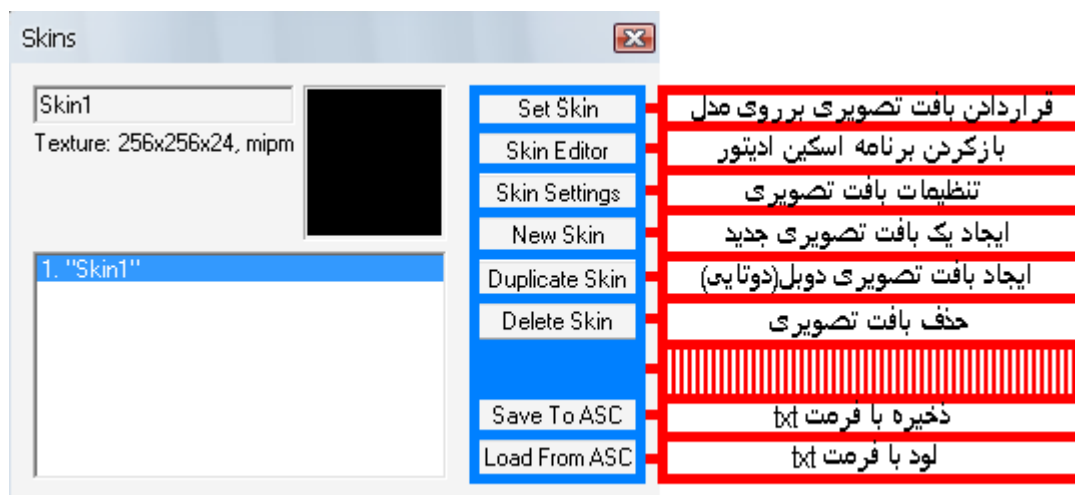 Skins
Skin1
Texture: 256x256x24, mipm
1. "Skin1"
Set Skin
قراردادن بافت تصویری برروی مدل
Skin Editor
بازکردن برنامه اسکین ادیتور
Skin Settings
تنظیمات بافت تصویری
New Skin
ایجاد یک بافت تصویری جدید
Duplicate Skin
ایجاد بافت تصویری دوبل(دوتایی)
Delete Skin
حذف بافت تصویری
Save To ASC
ذخیره با فرمت txt
Load From ASC
لود با فرمت txt